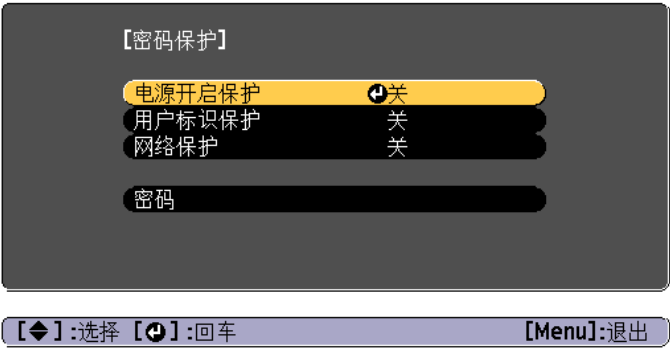 [密码保护]
电源开启保护 关
用户标识保护 关
网络保护 关
密码
[◆]:选择 [↵]:回车 [Menu]:退出